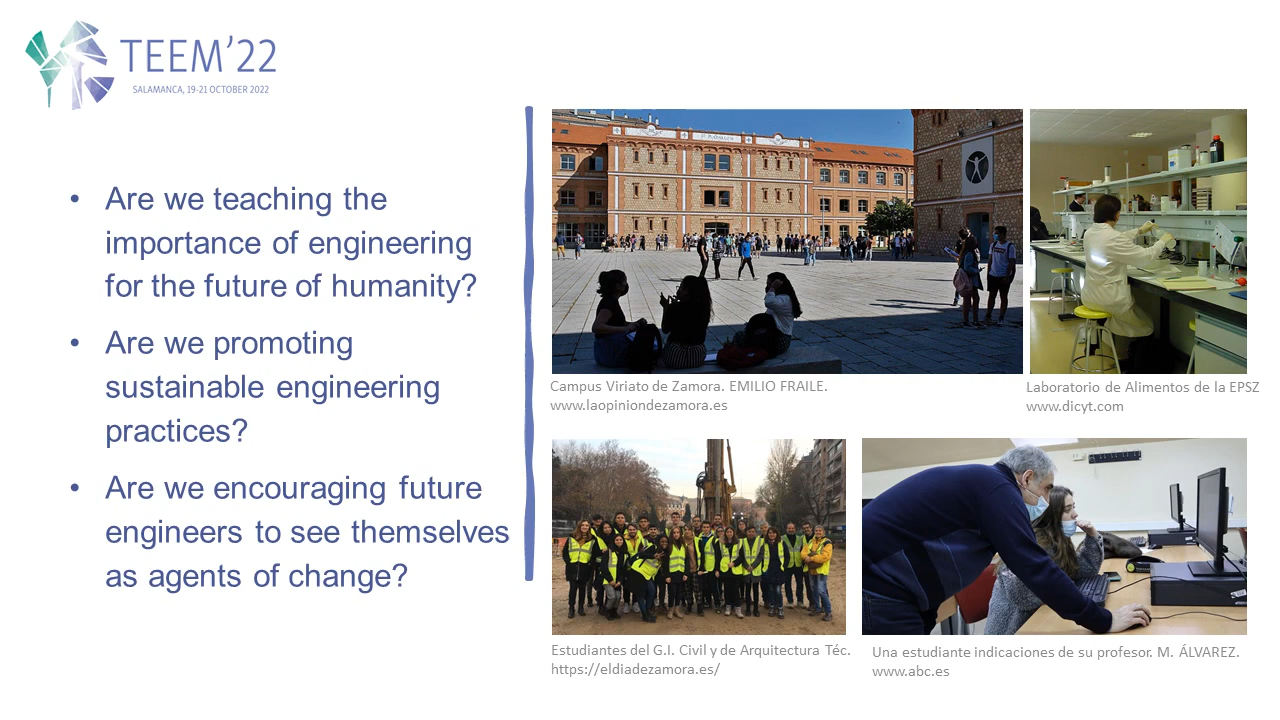 TEEM’22
SALAMANCA, 19-21 OCTOBER 2022
• Are we teaching the
importance of engineering
for the future of humanity?
• Are we promoting
sustainable engineering
practices?
• Are we encouraging future
engineers to see themselves
as agents of change?
Campus Viriato de Zamora. EMILIO FRAILE.
www.laopiniondezamora.es
Laboratorio de Alimentos de la EPSZ
www.dicyt.com
Estudiantes del G.I. Civil y de Arquitectura Téc.
https://eldiadezamora.es/
Una estudiante indicaciones de su profesor. M. ÁLVAREZ.
www.abc.es